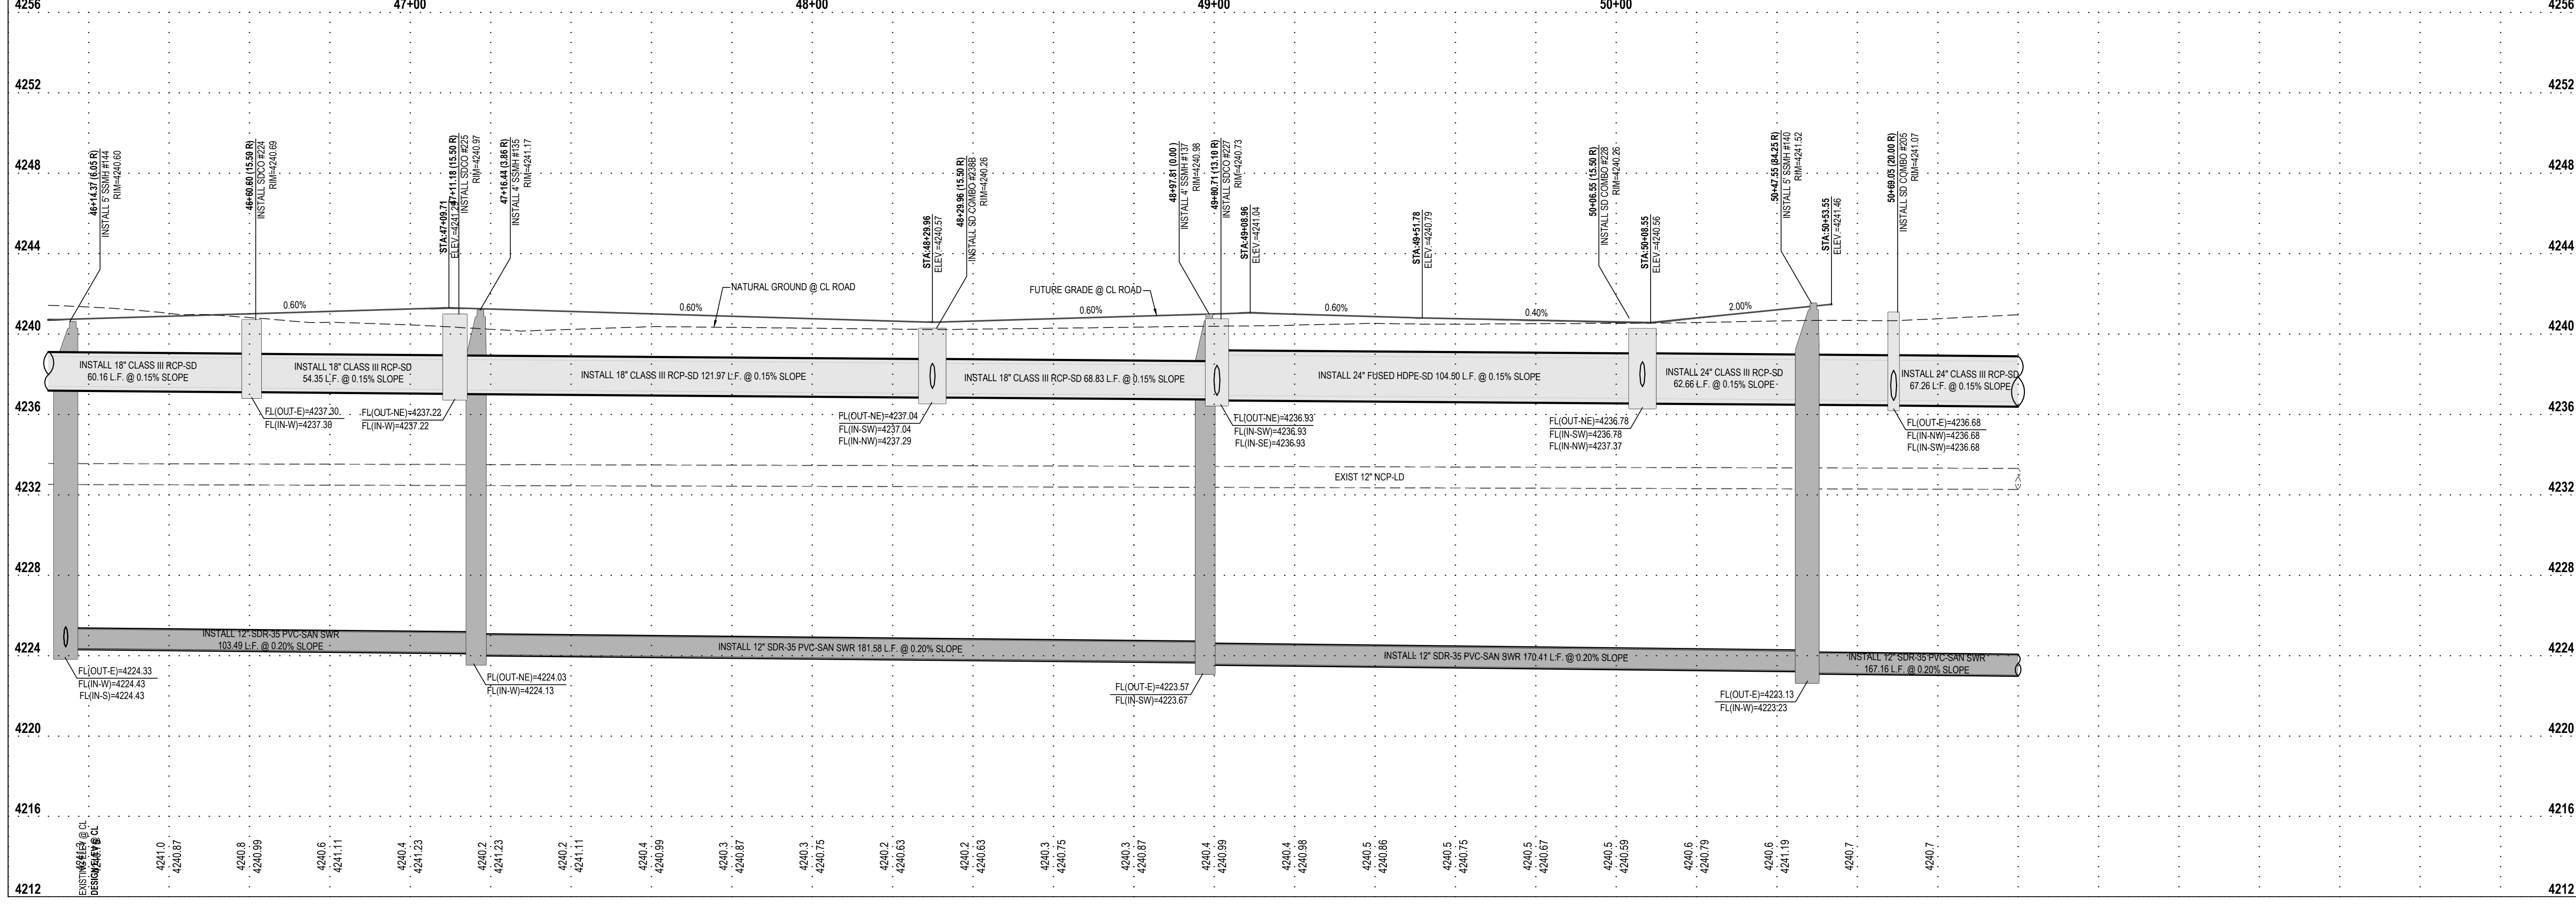 47+00
48+00
49+00
50+00
4256
4256
4252
4252
4248
4248
4244
4244
4240
4240
4236
4236
4232
4232
4228
4228
4224
4224
4220
4220
4216
4216
4212
4212
46+14.37 (6.05 R)
INSTALL 5' SSMH #144
RIM=4240.60
46+60.60 (15.50 R)
INSTALL SDCO #224
RIM=4240.69
STA:47+09.71
47+11.18 (15.50 R)
INSTALL SDCO #225
RIM=4240.97
47+16.44 (3.86 R)
INSTALL 4' SSMH #135
RIM=4241.17
STA:48+29.96
ELEV.=4240.57
48+29.96 (15.50 R)
INSTALL SD COMBO #238B
RIM=4240.26
48+97.81 (0.00 )
INSTALL 4' SSMH #137
RIM=4240.98
49+00.71 (13.10 R)
INSTALL SDCO #227
RIM=4240.73
STA:49+08.96
ELEV.=4241.04
STA:49+51.78
ELEV.=4240.79
50+06.55 (15.50 R)
INSTALL SD COMBO #228
RIM=4240.26
STA:50+08.55
ELEV.=4240.56
50+47.55 (84.25 R)
INSTALL 5' SSMH #140
RIM=4241.52
STA:50+53.55
ELEV.=4241.46
50+69.05 (20.00 R)
INSTALL SD COMBO #205
RIM=4241.07
0.60%
0.60%
NATURAL GROUND @ CL ROAD
FUTURE GRADE @ CL ROAD
0.60%
0.60%
0.40%
2.00%
INSTALL 18" CLASS III RCP-SD
60.16 L.F. @ 0.15% SLOPE
INSTALL 18" CLASS III RCP-SD
54.35 L.F. @ 0.15% SLOPE
INSTALL 18" CLASS III RCP-SD 121.97 L.F. @ 0.15% SLOPE
INSTALL 18" CLASS III RCP-SD 68.83 L.F. @ 0.15% SLOPE
INSTALL 24" FUSED HDPE-SD 104.50 L.F. @ 0.15% SLOPE
INSTALL 24" CLASS III RCP-SD
62.66 L.F. @ 0.15% SLOPE
INSTALL 24" CLASS III RCP-SD
67.26 L.F. @ 0.15% SLOPE
FL(OUT-E)=4237.30
FL(IN-W)=4237.30
FL(OUT-NE)=4237.22
FL(IN-W)=4237.22
FL(OUT-NE)=4237.04
FL(IN-SW)=4237.04
FL(IN-NW)=4237.29
FL(OUT-NE)=4236.93
FL(IN-SW)=4236.93
FL(IN-SE)=4236.93
FL(OUT-NE)=4236.78
FL(IN-SW)=4236.78
FL(IN-NW)=4237.37
FL(OUT-E)=4236.68
FL(IN-NW)=4236.68
FL(IN-SW)=4236.68
EXIST 12" NCP-LD
INSTALL 12" SDR-35 PVC-SAN SWR
103.49 L.F. @ 0.20% SLOPE
INSTALL 12" SDR-35 PVC-SAN SWR 181.58 L.F. @ 0.20% SLOPE
INSTALL 12" SDR-35 PVC-SAN SWR 170.41 L.F. @ 0.20% SLOPE
INSTALL 12" SDR-35 PVC-SAN SWR
167.16 L.F. @ 0.20% SLOPE
FL(OUT-E)=4224.33
FL(IN-W)=4224.43
FL(IN-S)=4224.43
FL(OUT-NE)=4224.03
FL(IN-W)=4224.13
FL(OUT-E)=4223.57
FL(IN-SW)=4223.67
FL(OUT-E)=4223.13
FL(IN-W)=4223.23
EXISTING ELEV @ CL
DESIGN ELEV @ CL
4241.0
4240.87
4240.8
4240.99
4240.6
4241.11
4240.4
4241.23
4240.2
4241.23
4240.2
4241.11
4240.4
4240.99
4240.3
4240.87
4240.3
4240.75
4240.2
4240.63
4240.2
4240.63
4240.3
4240.75
4240.3
4240.87
4240.4
4240.99
4240.4
4240.98
4240.5
4240.86
4240.5
4240.75
4240.5
4240.67
4240.5
4240.59
4240.6
4240.79
4240.6
4241.19
4240.7
4240.7